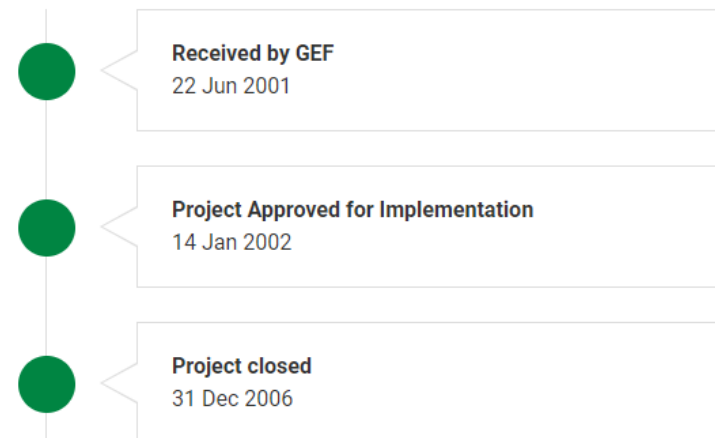 Received by GEF
22 Jun 2001
Project Approved for Implementation
14 Jan 2002
Project closed
31 Dec 2006